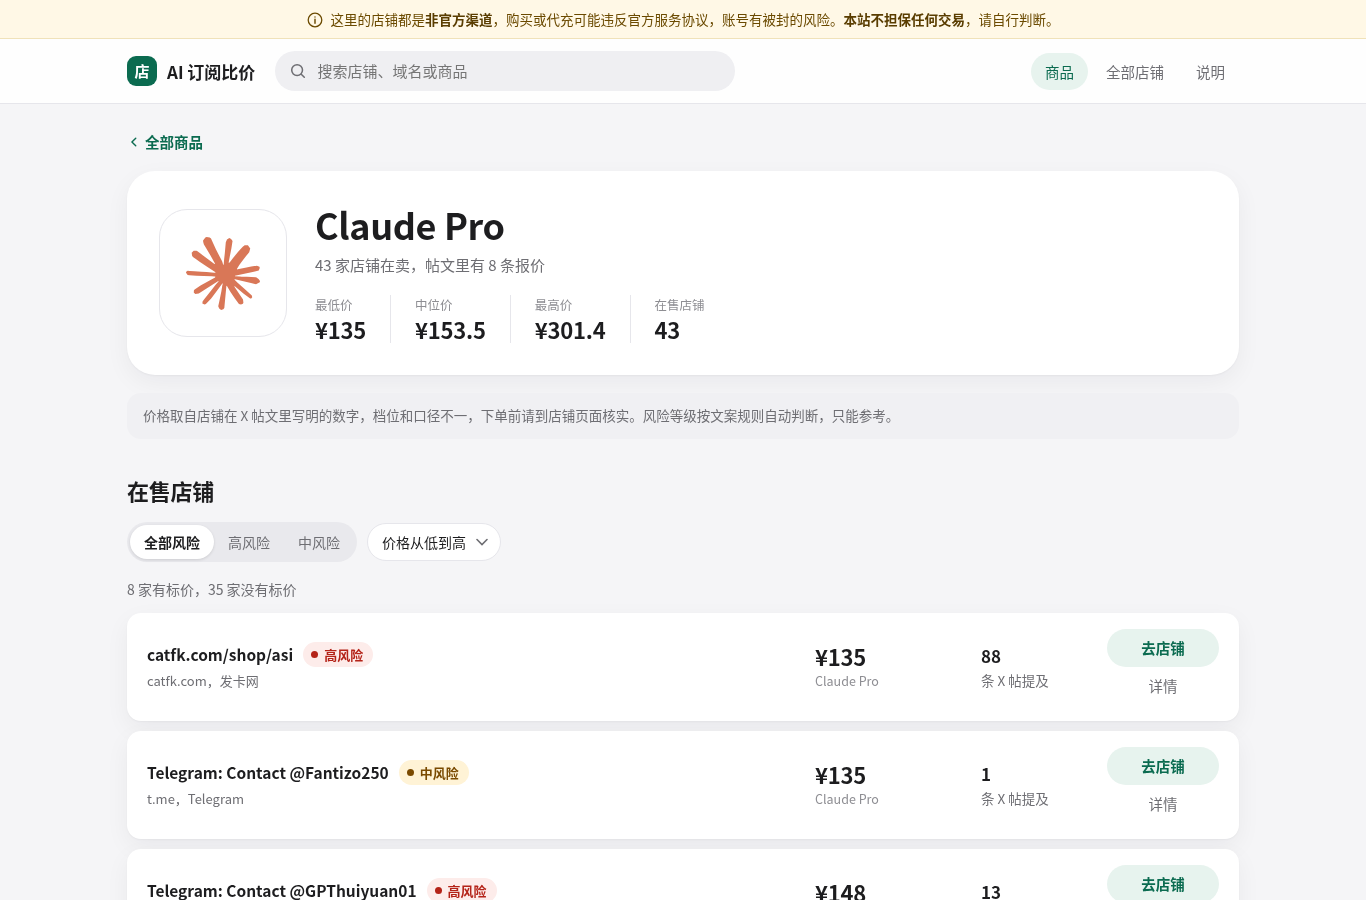 这里的店铺都是非官方渠道，购买或代充可能违反官方服务协议，账号有被封的风险。本站不担保任何交易，请自行判断。
店 AI 订阅比价
搜索店铺、域名或商品
商品 全部店铺 说明
全部商品
Claude Pro
43 家店铺在卖，帖文里有 8 条报价
最低价 中位价 最高价 在售店铺
¥135 ¥153.5 ¥301.4 43
价格取自店铺在 X 帖文里写明的数字，档位和口径不一，下单前请到店铺页面核实。风险等级按文案规则自动判断，只能参考。
在售店铺
全部风险 高风险 中风险 价格从低到高
8 家有标价，35 家没有标价
catfk.com/shop/asi 高风险 ¥135 88 去店铺
catfk.com，发卡网 Claude Pro 条 X 帖提及 详情
Telegram: Contact @Fantizo250 中风险 ¥135 1 去店铺
t.me，Telegram Claude Pro 条 X 帖提及 详情
Telegram: Contact @GPThuiyuan01 高风险 ¥148 13 去店铺